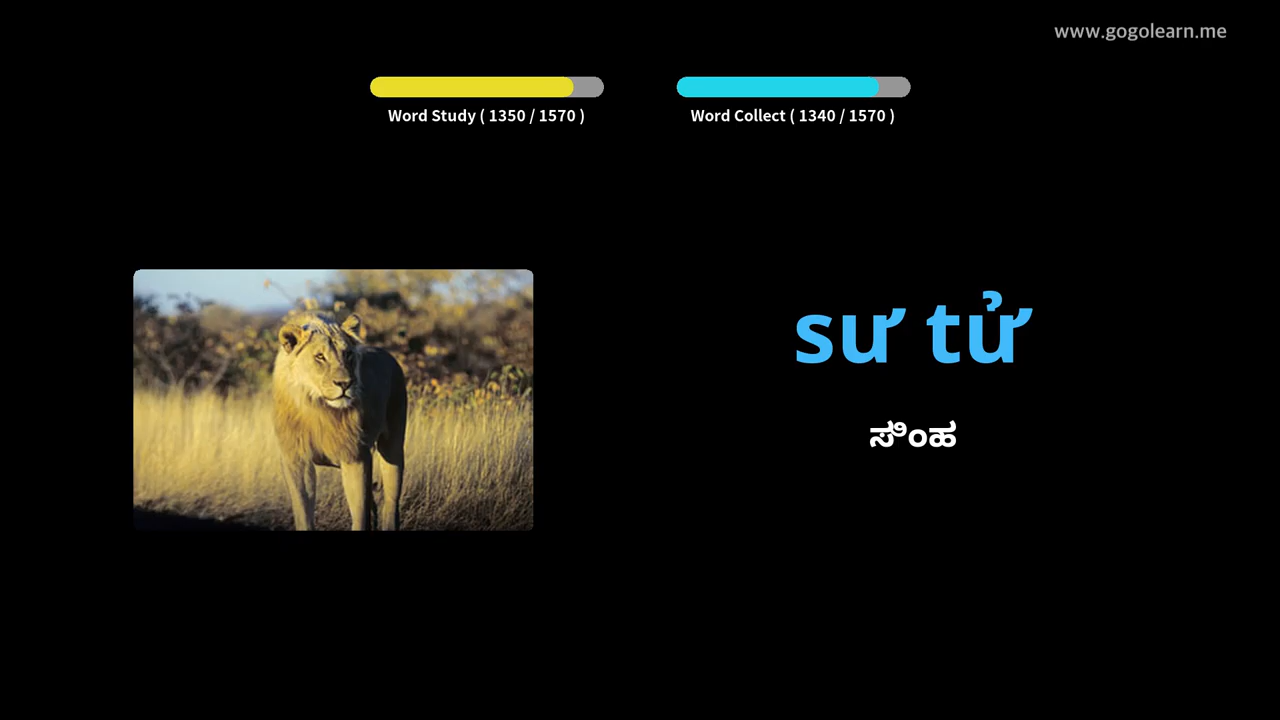 www.gogolearn.me
Word Study ( 1350 / 1570 )
Word Collect ( 1340 / 1570 )
sư tử
ಸಿಂಹ